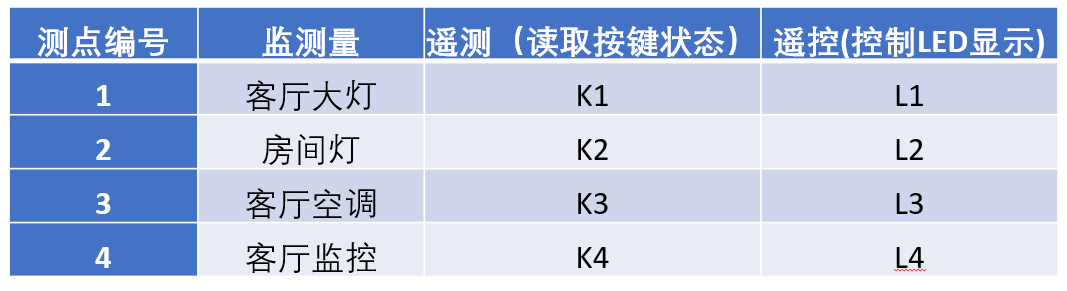 测点编号 监测量 遥测（读取按键状态） 遥控(控制LED显示)
1 客厅大灯 K1 L1
2 房间灯 K2 L2
3 客厅空调 K3 L3
4 客厅监控 K4 L4